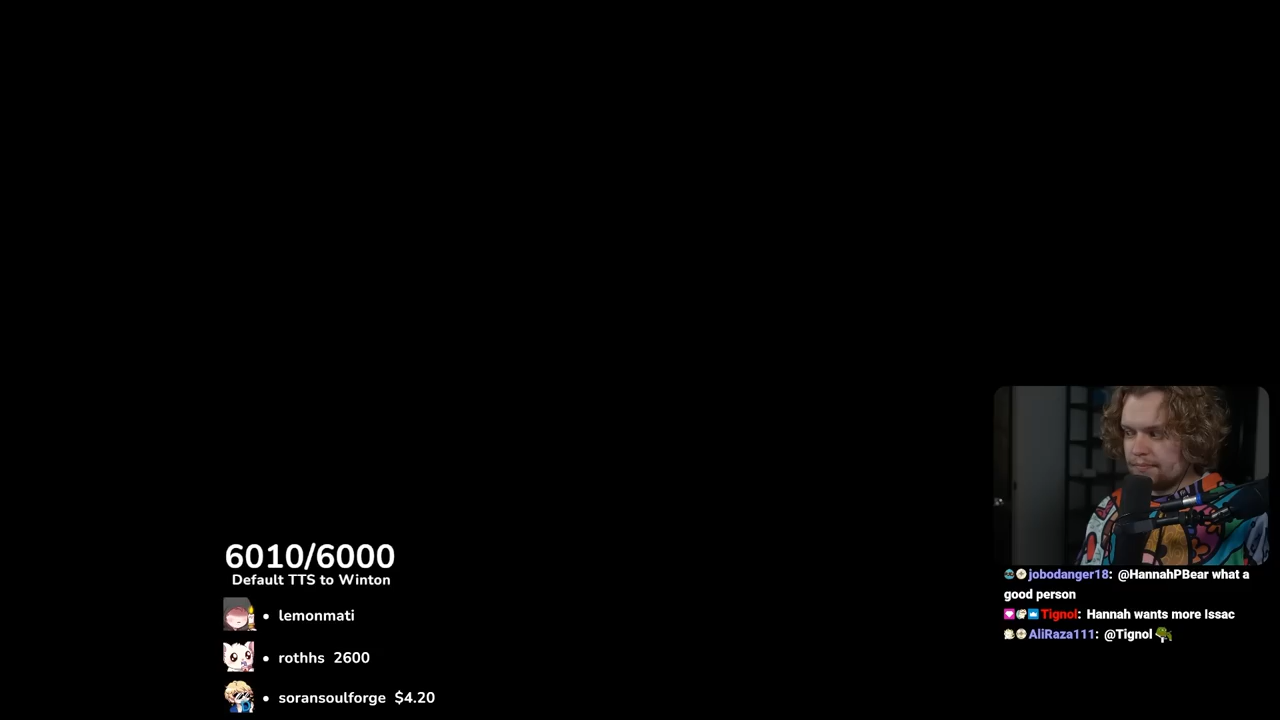 6010/6000
Default TTS to Winton
• lemonmati
• rothhs 2600
• soransoulforge $4.20
jobodanger18: @HannahPBear what a
good person
Tignol: Hannah wants more Issac
AliRaza111: @Tignol